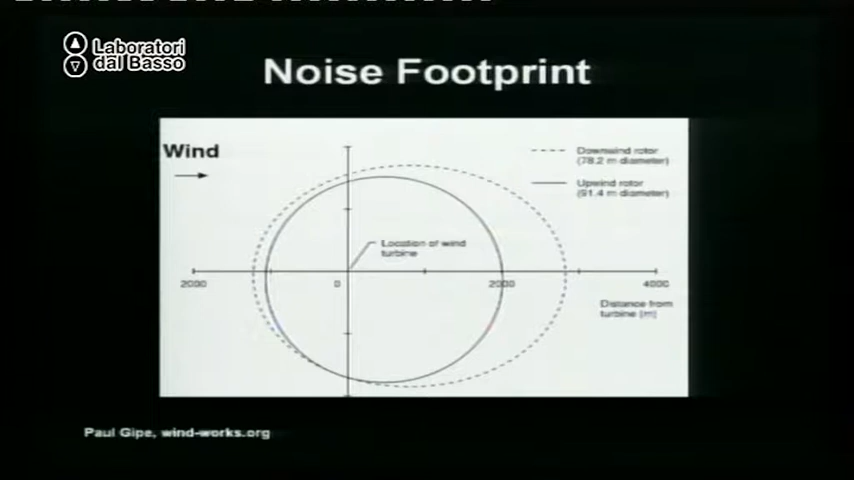 Laboratori
dal Basso
Noise Footprint
Wind
Downwind rotor
(78.2 m diameter)
Upwind rotor
(91.4 m diameter)
Location of wind
turbine
2000
0
2000
4000
Distance from
turbine (m)
Paul Gipe, wind-works.org